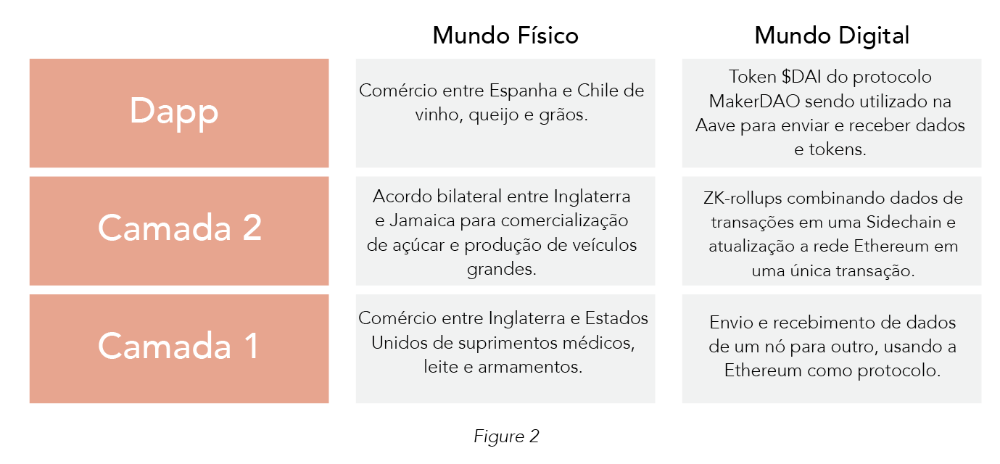 Mundo Físico
Mundo Digital
Dapp
Comércio entre Espanha e Chile de
vinho, queijo e grãos.
Token $DAI do protocolo
MakerDAO sendo utilizado na
Aave para enviar e receber dados
e tokens.
Camada 2
Acordo bilateral entre Inglaterra
e Jamaica para comercialização
de açúcar e produção de veículos
grandes.
ZK-rollups combinando dados de
transações em uma Sidechain e
atualização a rede Ethereum em
uma única transação.
Camada 1
Comércio entre Inglaterra e Estados
Unidos de suprimentos médicos,
leite e armamentos.
Envio e recebimento de dados
de um nó para outro, usando a
Ethereum como protocolo.
Figure 2